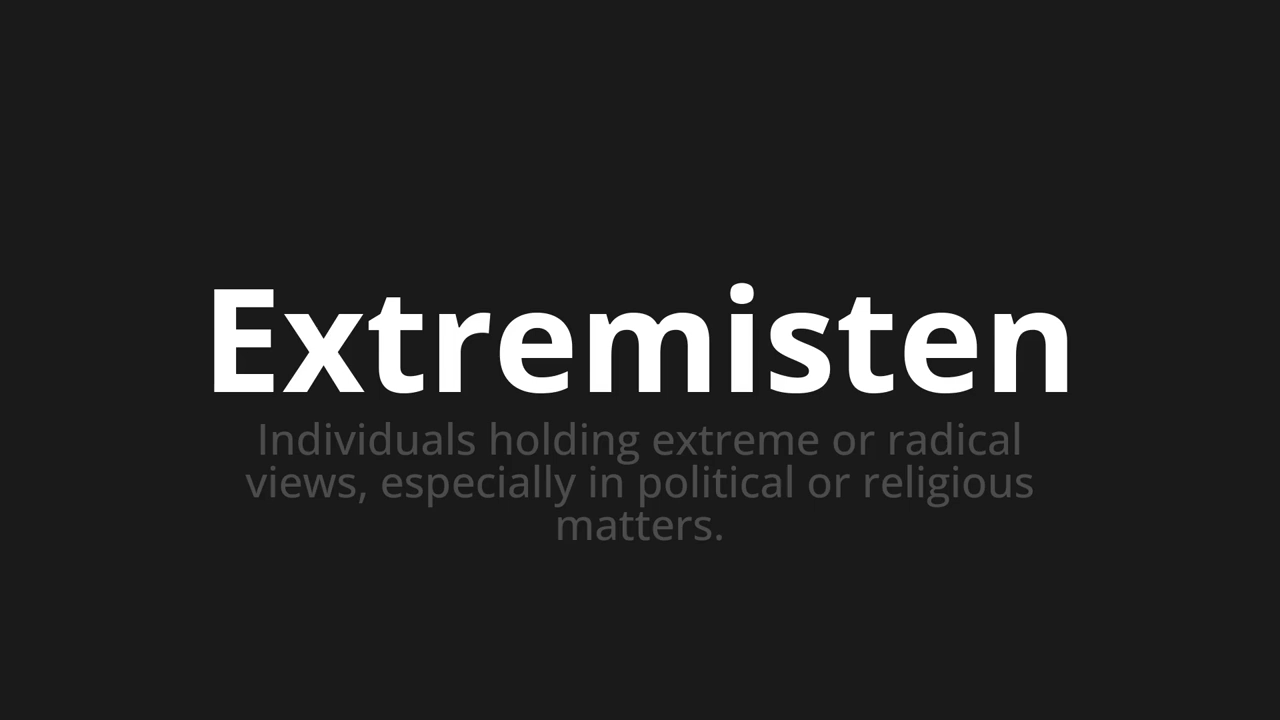 Extremisten
Individuals holding extreme or radical
views, especially in political or religious
matters.